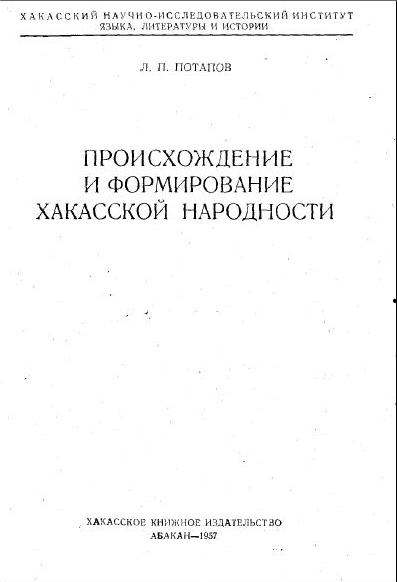 ХАКАССКИЙ НАУЧНО-ИССЛЕДОВАТЕЛЬСКИЙ ИНСТИТУТ
ЯЗЫКА, ЛИТЕРАТУРЫ И ИСТОРИИ
Л. П. ПОТАПОВ
ПРОИСХОЖДЕНИЕ
И ФОРМИРОВАНИЕ
ХАКАССКОЙ НАРОДНОСТИ
ХАКАССКОЕ КНИЖНОЕ ИЗДАТЕЛЬСТВО
АБАКАН—1957